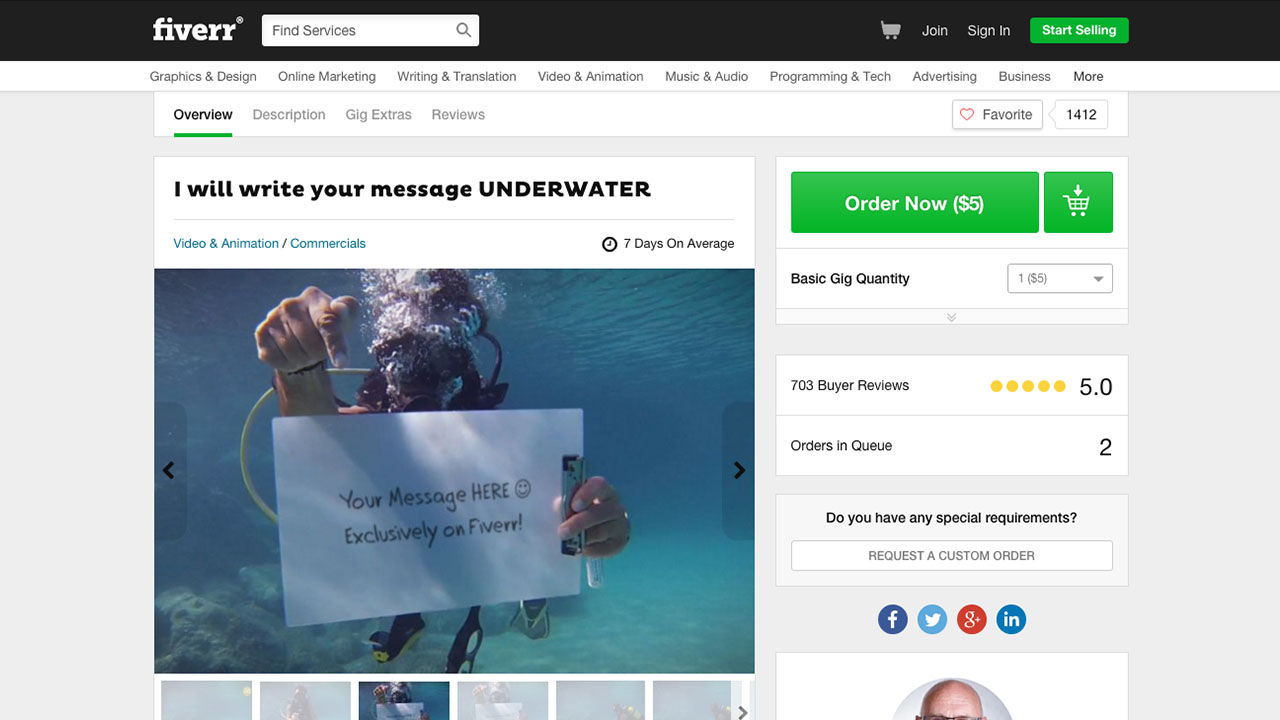 fiverr®
Find Services
Join
Sign In
Start Selling
Graphics & Design
Online Marketing
Writing & Translation
Video & Animation
Music & Audio
Programming & Tech
Advertising
Business
More
Overview
Description
Gig Extras
Reviews
Favorite
1412
I will write your message UNDERWATER
Video & Animation / Commercials
7 Days On Average
Your Message HERE ☺
Exclusively on Fiverr!
Order Now ($5)
Basic Gig Quantity
1 ($5)
703 Buyer Reviews
5.0
Orders in Queue
2
Do you have any special requirements?
REQUEST A CUSTOM ORDER
f
g+
in